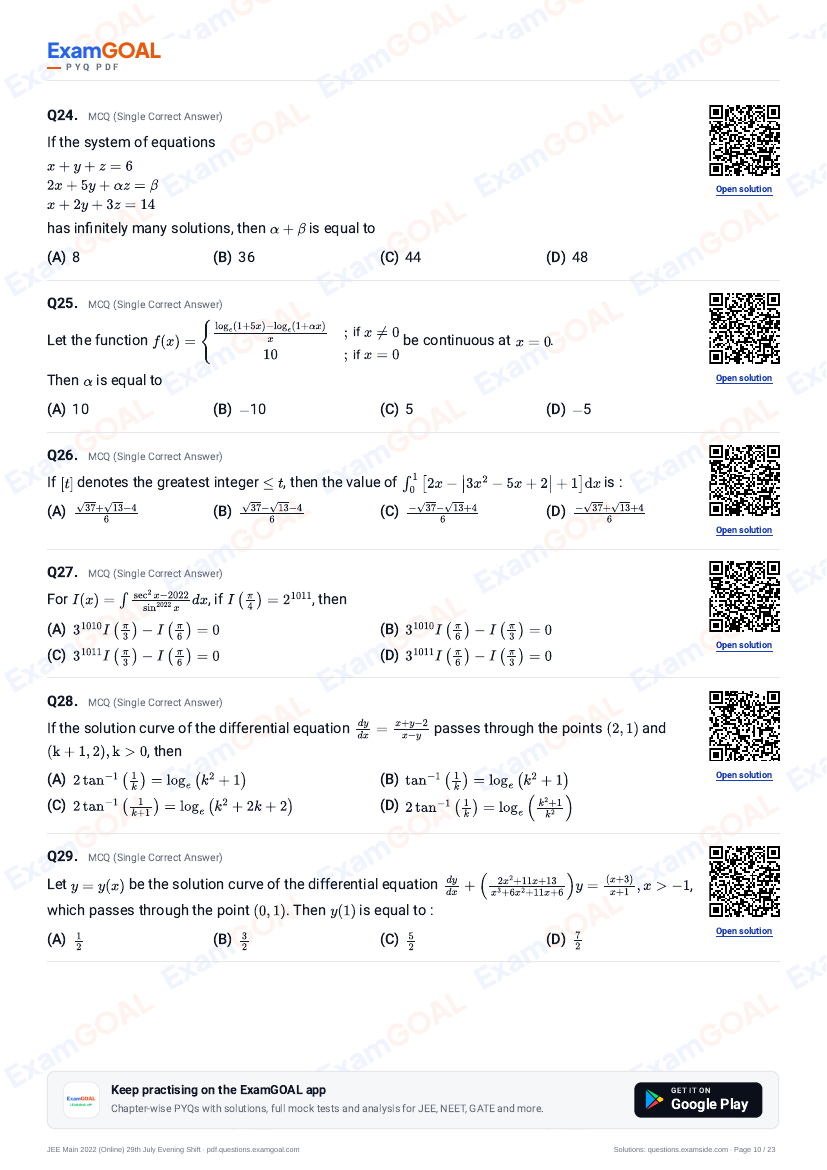 ExamGOAL
PYQ PDF
Q24. MCQ (Single Correct Answer)
If the system of equations
x + y + z = 6
2x + 5y + αz = β
x + 2y + 3z = 14
has infinitely many solutions, then α + β is equal to
(A) 8 (B) 36 (C) 44 (D) 48
Open solution
Q25. MCQ (Single Correct Answer)
Let the function f(x) = { (log_e(1+5x)−log_e(1+αx))/x ; if x ≠ 0
10 ; if x = 0 be continuous at x = 0.
Then α is equal to
(A) 10 (B) −10 (C) 5 (D) −5
Open solution
Q26. MCQ (Single Correct Answer)
If [t] denotes the greatest integer ≤ t, then the value of ∫_0^1 [2x − |3x² − 5x + 2| + 1] dx is :
(A) (√37+√13−4)/6 (B) (√37−√13−4)/6 (C) (−√37−√13+4)/6 (D) (−√37+√13+4)/6
Open solution
Q27. MCQ (Single Correct Answer)
For I(x) = ∫ (sec² x−2022)/(sin^2022 x) dx, if I(π/4) = 2^1011, then
(A) 3^1010 I(π/3) − I(π/6) = 0 (B) 3^1010 I(π/6) − I(π/3) = 0
(C) 3^1011 I(π/3) − I(π/6) = 0 (D) 3^1011 I(π/6) − I(π/3) = 0
Open solution
Q28. MCQ (Single Correct Answer)
If the solution curve of the differential equation dy/dx = (x+y−2)/(x−y) passes through the points (2, 1) and
(k + 1, 2), k > 0, then
(A) 2 tan⁻¹(1/k) = log_e(k² + 1) (B) tan⁻¹(1/k) = log_e(k² + 1)
(C) 2 tan⁻¹(1/(k+1)) = log_e(k² + 2k + 2) (D) 2 tan⁻¹(1/k) = log_e((k²+1)/k²)
Open solution
Q29. MCQ (Single Correct Answer)
Let y = y(x) be the solution curve of the differential equation dy/dx + ((2x²+11x+13)/(x³+6x²+11x+6)) y = (x+3)/(x+1), x > −1,
which passes through the point (0, 1). Then y(1) is equal to :
(A) 1/2 (B) 3/2 (C) 5/2 (D) 7/2
Open solution
Keep practising on the ExamGOAL app
Chapter-wise PYQs with solutions, full mock tests and analysis for JEE, NEET, GATE and more.
GET IT ON
Google Play
JEE Main 2022 (Online) 29th July Evening Shift · pdf.questions.examgoal.com
Solutions: questions.examside.com · Page 10 / 23